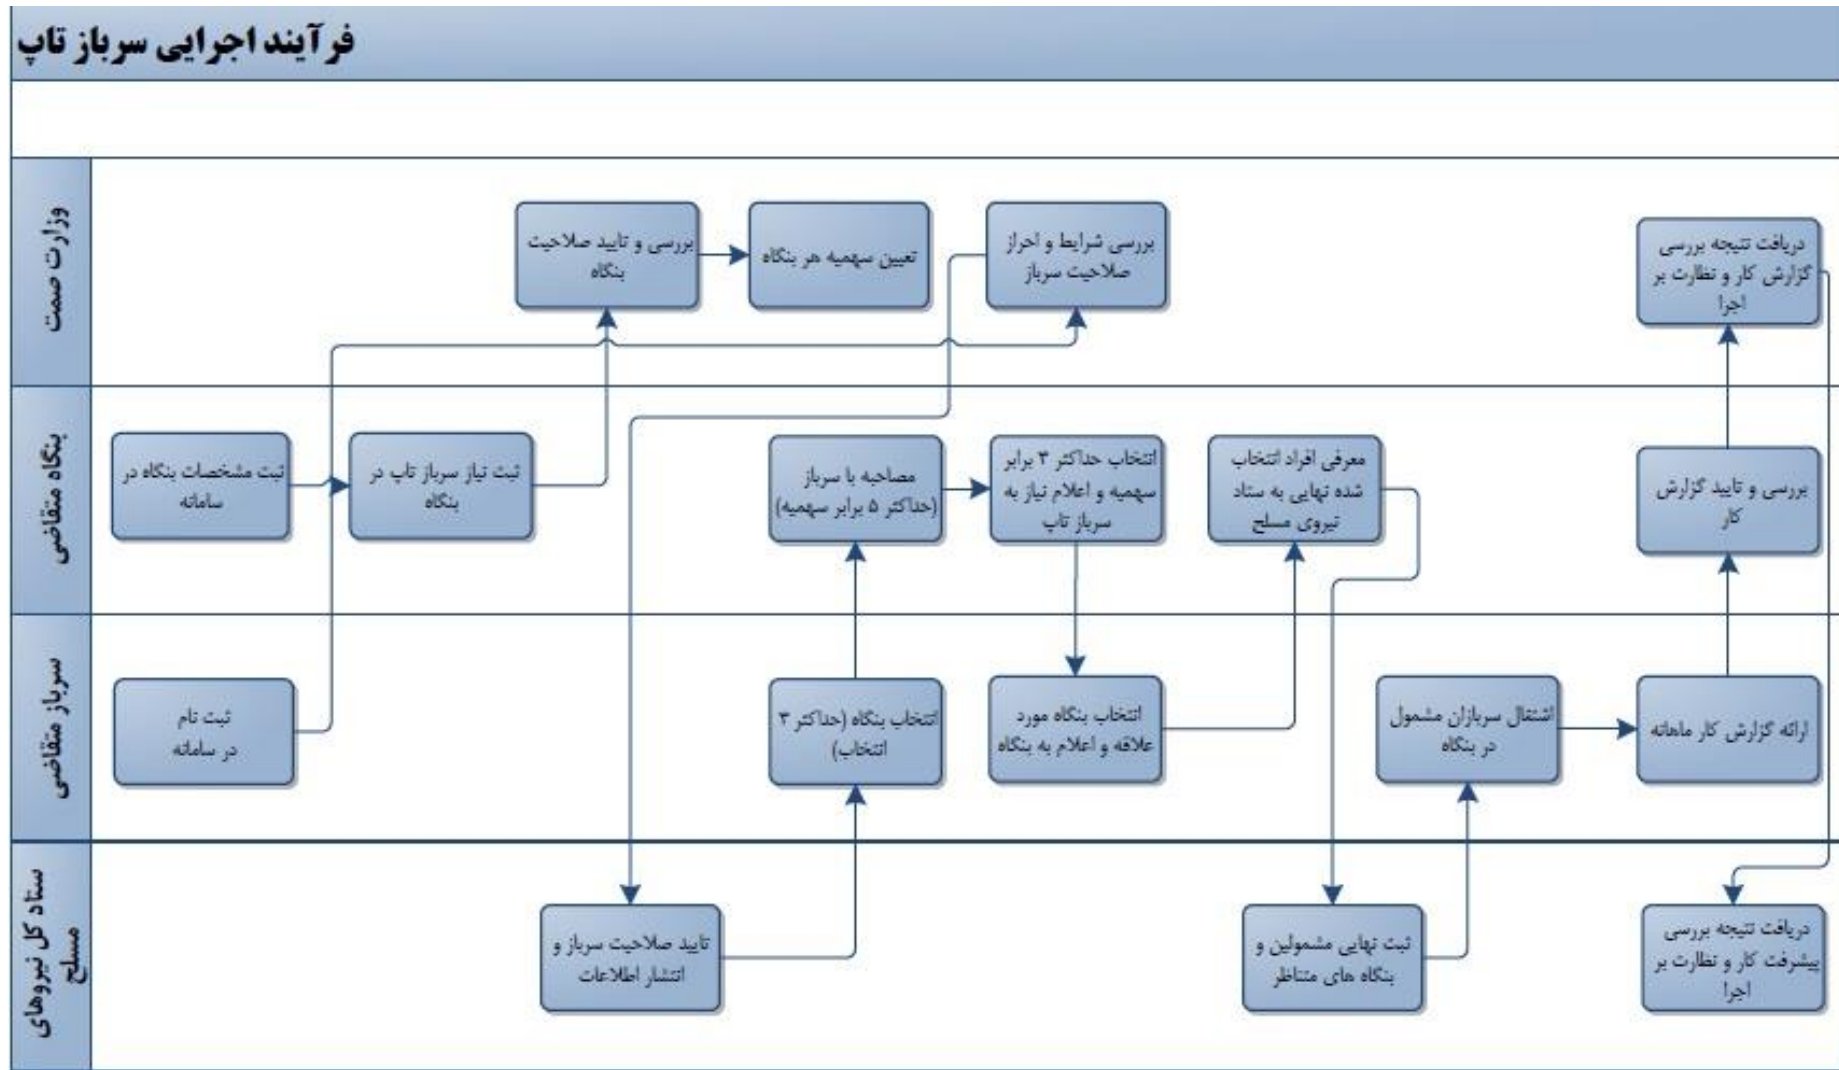 فرآیند اجرایی سرباز تاپ
وزارت صمت
بررسی و تایید صلاحیت
بنگاه
تعیین سهمیه هر بنگاه
بررسی شرایط و احراز
صلاحیت سرباز
دریافت نتیجه بررسی
گزارش کار و نظارت بر
اجرا
بنگاه متقاضی
ثبت مشخصات بنگاه در
سامانه
ثبت نیاز سرباز تاپ در
بنگاه
مصاحبه با سرباز
(حداکثر ۵ برابر سهمیه)
انتخاب حداکثر ۳ برابر
سهمیه و اعلام نیاز به
سرباز تاپ
معرفی افراد انتخاب
شده نهایی به ستاد
نیروی مسلح
بررسی و تایید گزارش
کار
سرباز متقاضی
ثبت نام
در سامانه
انتخاب بنگاه (حداکثر ۳
انتخاب)
انتخاب بنگاه مورد
علاقه و اعلام به بنگاه
اشتغال سربازان مشمول
در بنگاه
ارائه گزارش کار ماهانه
ستاد کل نیروهای
مسلح
تایید صلاحیت سرباز و
انتشار اطلاعات
ثبت نهایی مشمولین و
بنگاه های متناظر
دریافت نتیجه بررسی
پیشرفت کار و نظارت بر
اجرا